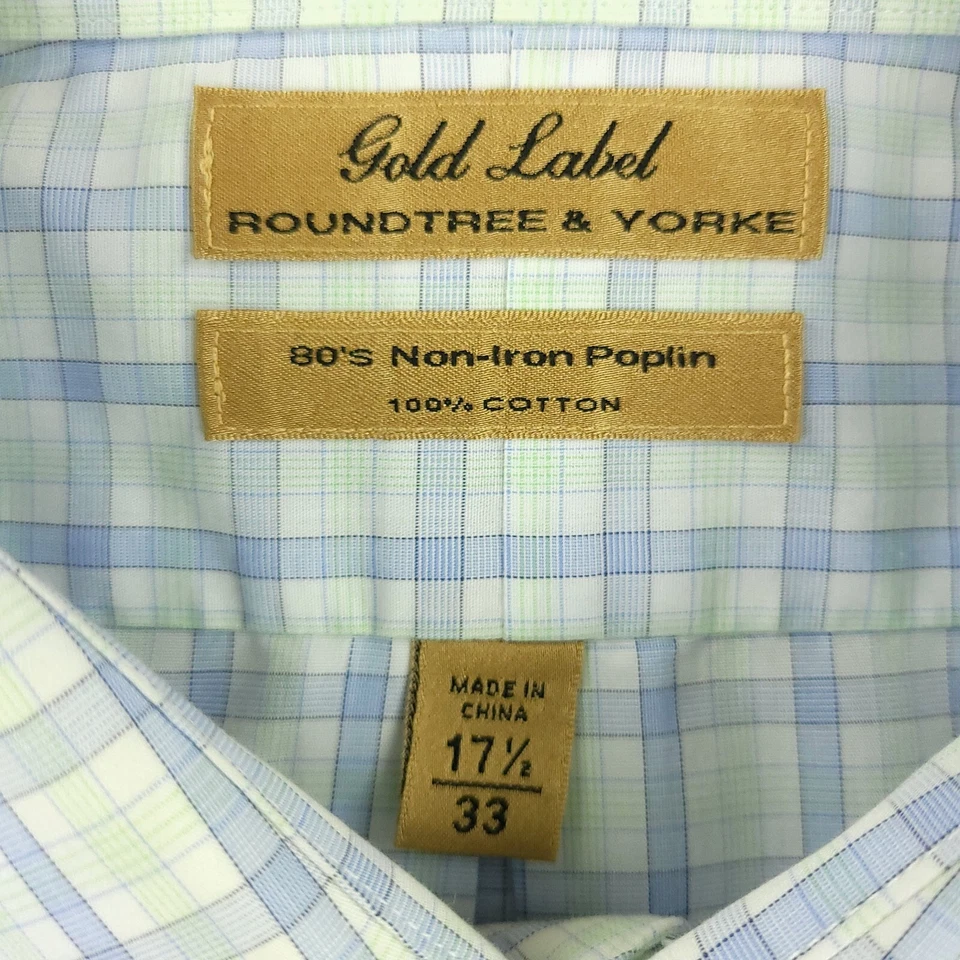 Gold Label
ROUNDTREE & YORKE
80's Non-Iron Poplin
100% COTTON
MADE IN
CHINA
17½
33